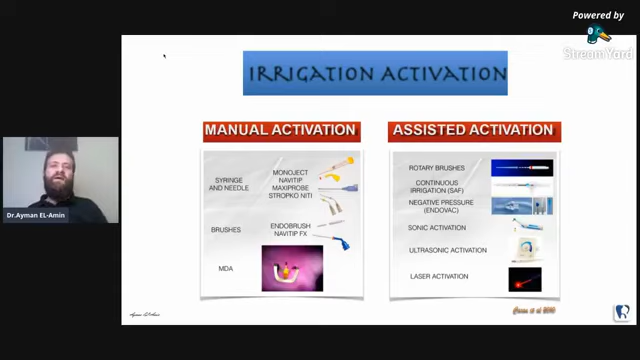 Powered by
StreamYard
IRRIGATION ACTIVATION
MANUAL ACTIVATION
ASSISTED ACTIVATION
SYRINGE
AND NEEDLE
MONOJECT
NAVITIP
MAXIPROBE
STROPKO NITI
BRUSHES
ENDOBRUSH
NAVITIP FX
MDA
ROTARY BRUSHES
CONTINUOUS
IRRIGATION (SAF)
NEGATIVE PRESSURE
(ENDOVAC)
SONIC ACTIVATION
ULTRASONIC ACTIVATION
LASER ACTIVATION
Dr.Ayman EL-Amin